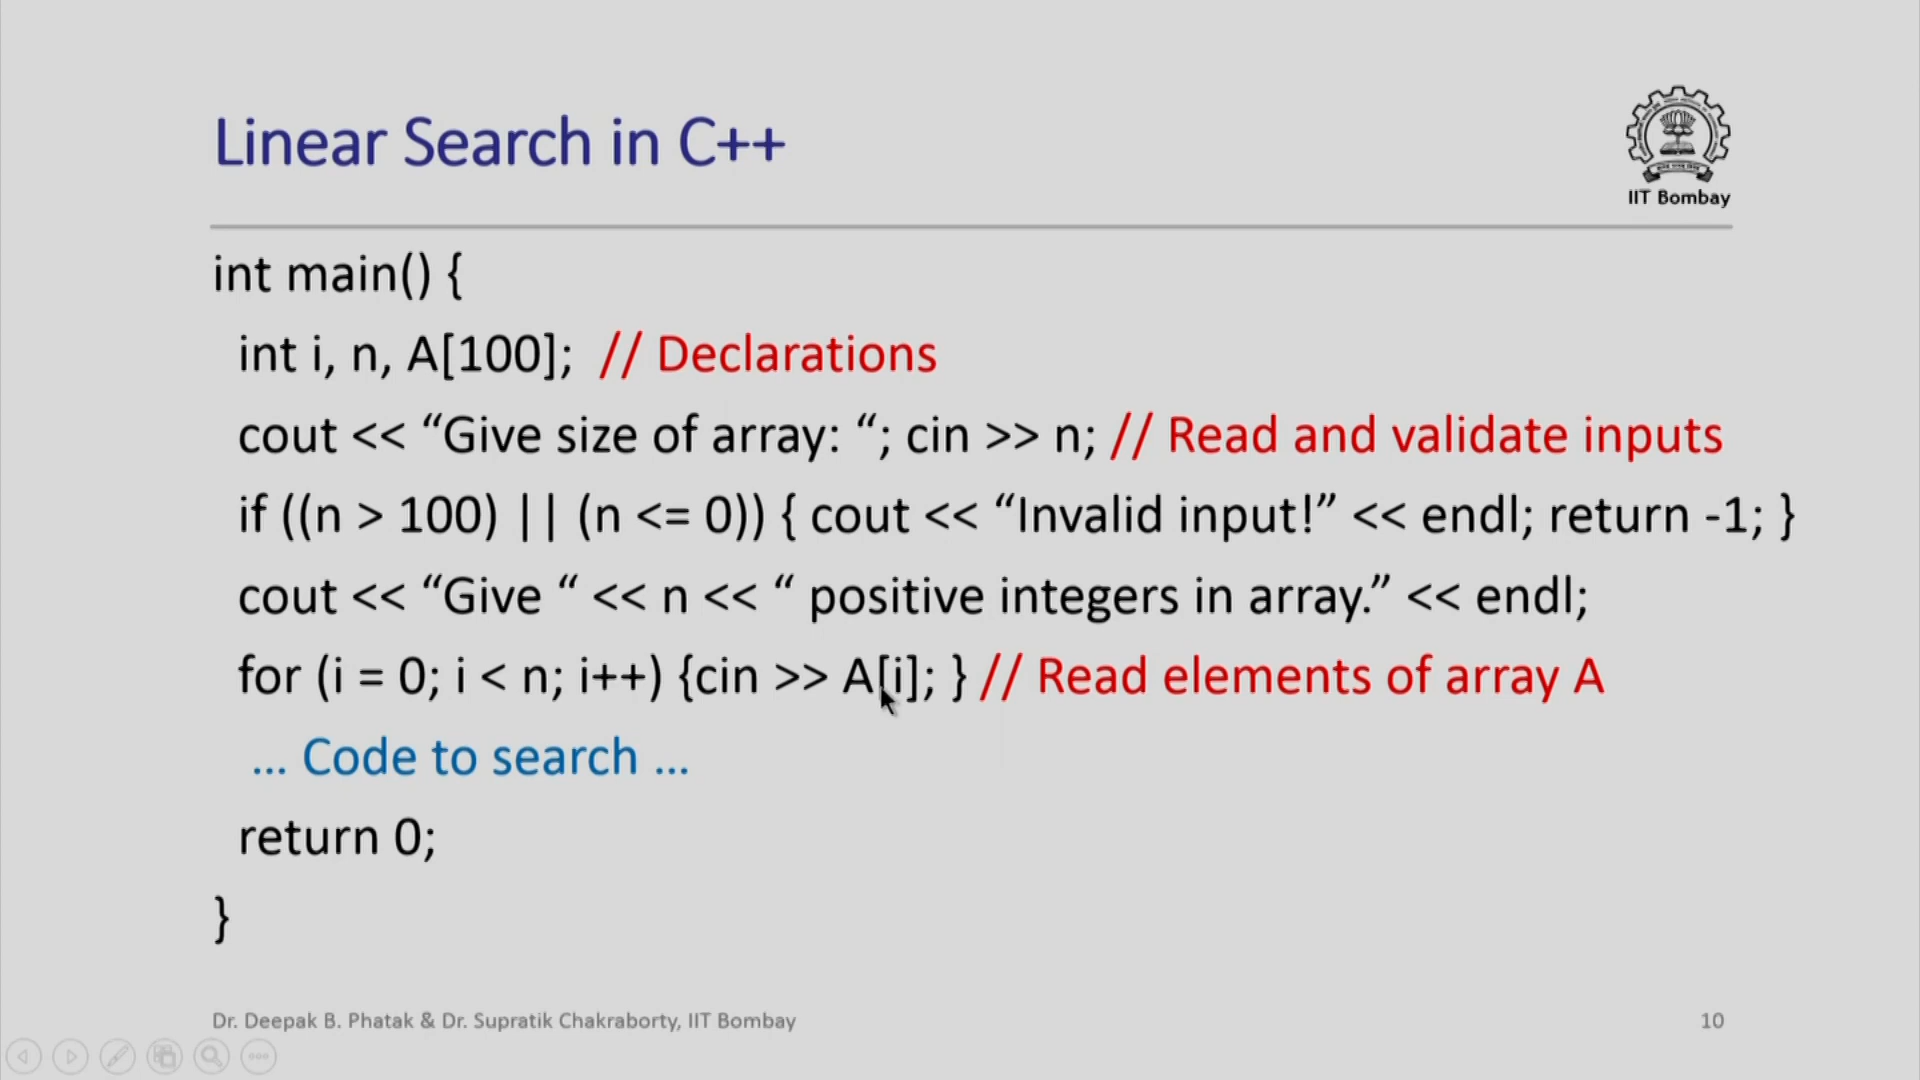 Linear Search in C++
IIT Bombay
int main() {
int i, n, A[100]; // Declarations
cout << “Give size of array: “; cin >> n; // Read and validate inputs
if ((n > 100) || (n <= 0)) { cout << “Invalid input!” << endl; return -1; }
cout << “Give “ << n << “ positive integers in array.” << endl;
for (i = 0; i < n; i++) {cin >> A[i]; } // Read elements of array A
... Code to search ...
return 0;
}
Dr. Deepak B. Phatak & Dr. Supratik Chakraborty, IIT Bombay
10